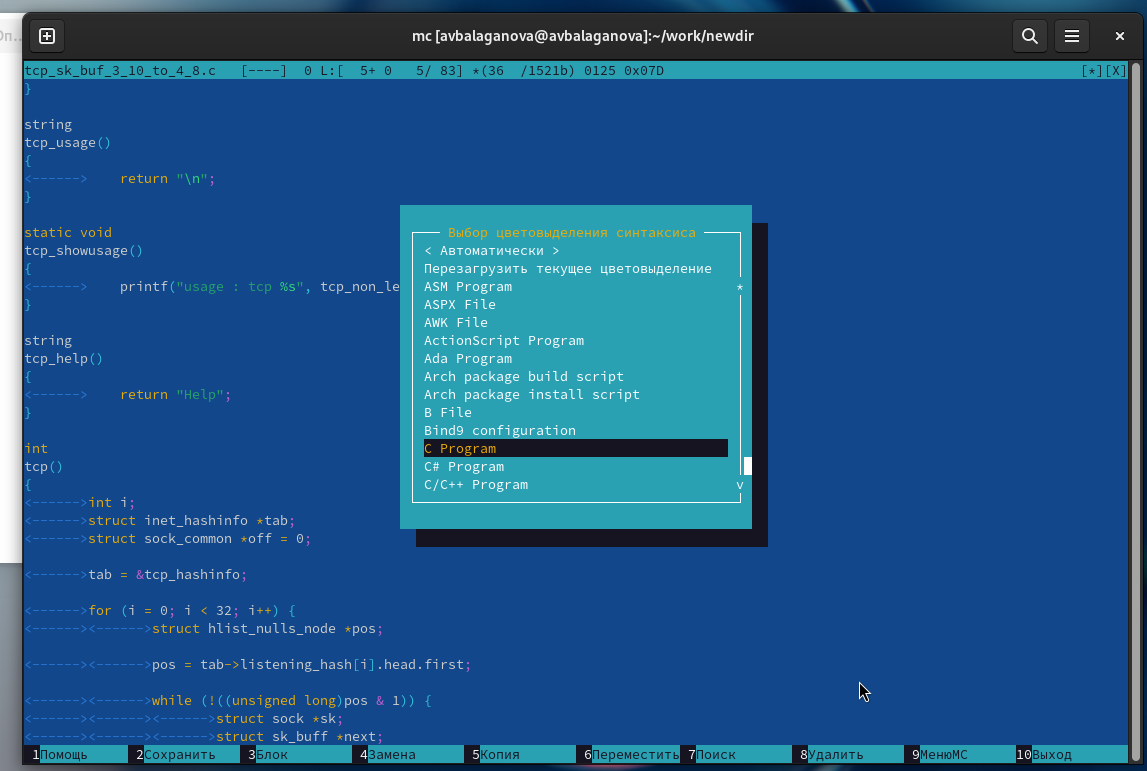 On...
mc [avbalaganova@avbalaganova]:~/work/newdir
tcp_sk_buf_3_10_to_4_8.c   [----]  0 L:[  5+ 0   5/ 83] *(36  /1521b) 0125 0x07D   [*][X]
}
string
tcp_usage()
{
<------>    return "\n";
}
static void
tcp_showusage()
{
<------>    printf("usage : tcp %s", tcp_non_le
}
string
tcp_help()
{
<------>    return "Help";
}
int
tcp()
{
<------>int i;
<------>struct inet_hashinfo *tab;
<------>struct sock_common *off = 0;
<------>tab = &tcp_hashinfo;
<------>for (i = 0; i < 32; i++) {
<------><------>struct hlist_nulls_node *pos;
<------><------>pos = tab->listening_hash[i].head.first;
<------><------>while (!((unsigned long)pos & 1)) {
<------><------><------>struct sock *sk;
<------><------><------>struct sk_buff *next;
Выбор цветовыделения синтаксиса
< Автоматически >
Перезагрузить текущее цветовыделение
ASM Program
ASPX File
AWK File
ActionScript Program
Ada Program
Arch package build script
Arch package install script
B File
Bind9 configuration
C Program
C# Program
C/C++ Program
1Помощь 2Сохранить 3Блок 4Замена 5Копия 6Переместить 7Поиск 8Удалить 9МенюMC 10Выход